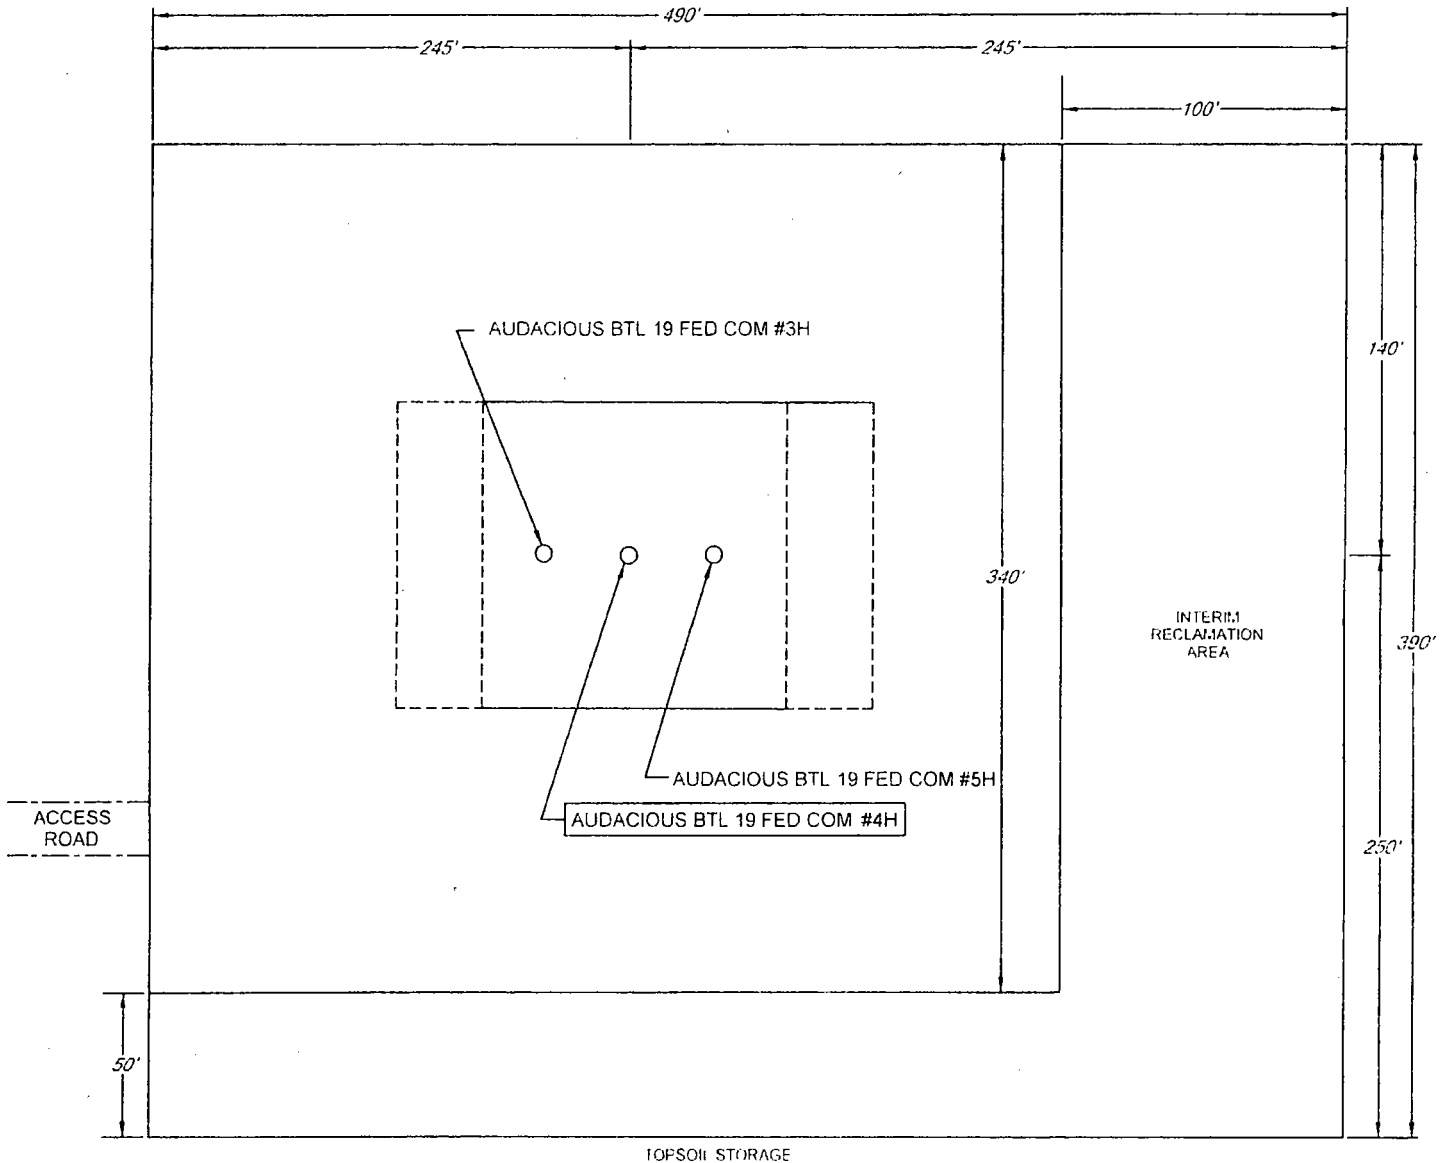 490'
245'
245'
100'
AUDACIOUS BTL 19 FED COM #3H
140'
340'
INTERIM
RECLAMATION
AREA
390'
AUDACIOUS BTL 19 FED COM #5H
AUDACIOUS BTL 19 FED COM #4H
ACCESS
ROAD
250'
50'
TOPSOIL STORAGE